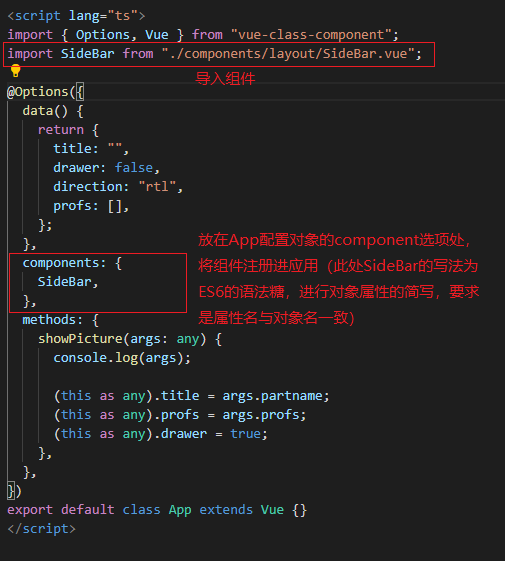 <script lang="ts">
import { Options, Vue } from "vue-class-component";
import SideBar from "./components/layout/SideBar.vue";
导入组件
@Options({
  data() {
    return {
      title: "",
      drawer: false,
      direction: "rtl",
      profs: [],
    };
  },
  components: {
    SideBar,
  },
放在App配置对象的component选项处，
将组件注册进应用（此处SideBar的写法为
ES6的语法糖，进行对象属性的简写，要求
是属性名与对象名一致）
  methods: {
    showPicture(args: any) {
      console.log(args);
      (this as any).title = args.partname;
      (this as any).profs = args.profs;
      (this as any).drawer = true;
    },
  },
})
export default class App extends Vue {}
</script>